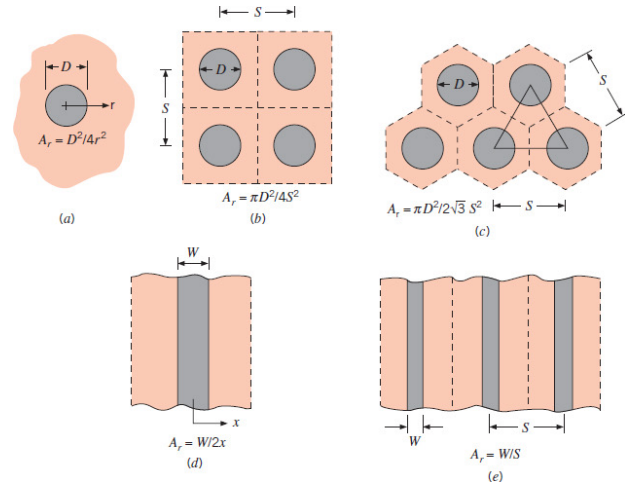 S
D
r
A_r = D²/4r²
(a)
S
D
A_r = πD²/4S²
(b)
D
S
A_r = πD²/2√3 S²
S
(c)
W
x
A_r = W/2x
(d)
W
S
A_r = W/S
(e)